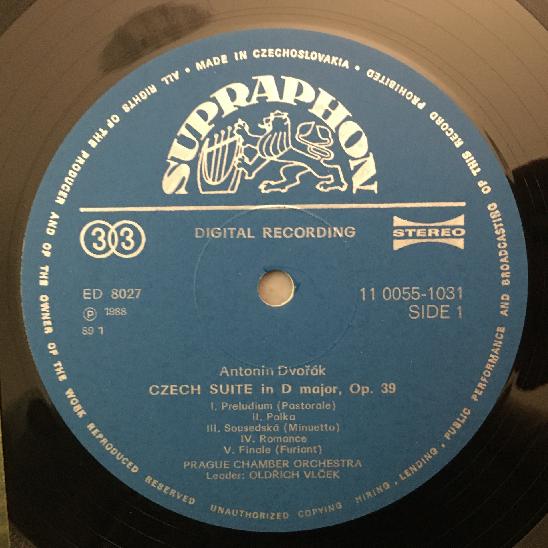 • MADE IN CZECHOSLOVAKIA • ALL RIGHTS OF THE PRODUCER AND OF THE OWNER OF THE WORK REPRODUCED RESERVED UNAUTHORIZED COPYING HIRING, LENDING, PUBLIC PERFORMANCE AND BROADCASTING OF THIS RECORD PROHIBITED
SUPRAPHON
33 DIGITAL RECORDING STEREO
ED 8027 11 0055-1031
℗ 1988 SIDE 1
89 1
Antonín Dvořák
CZECH SUITE in D major, Op. 39
I. Preludium (Pastorale)
II. Polka
III. Sousedská (Minuetto)
IV. Romance
V. Finale (Furiant)
PRAGUE CHAMBER ORCHESTRA
Leader: OLDŘICH VLČEK